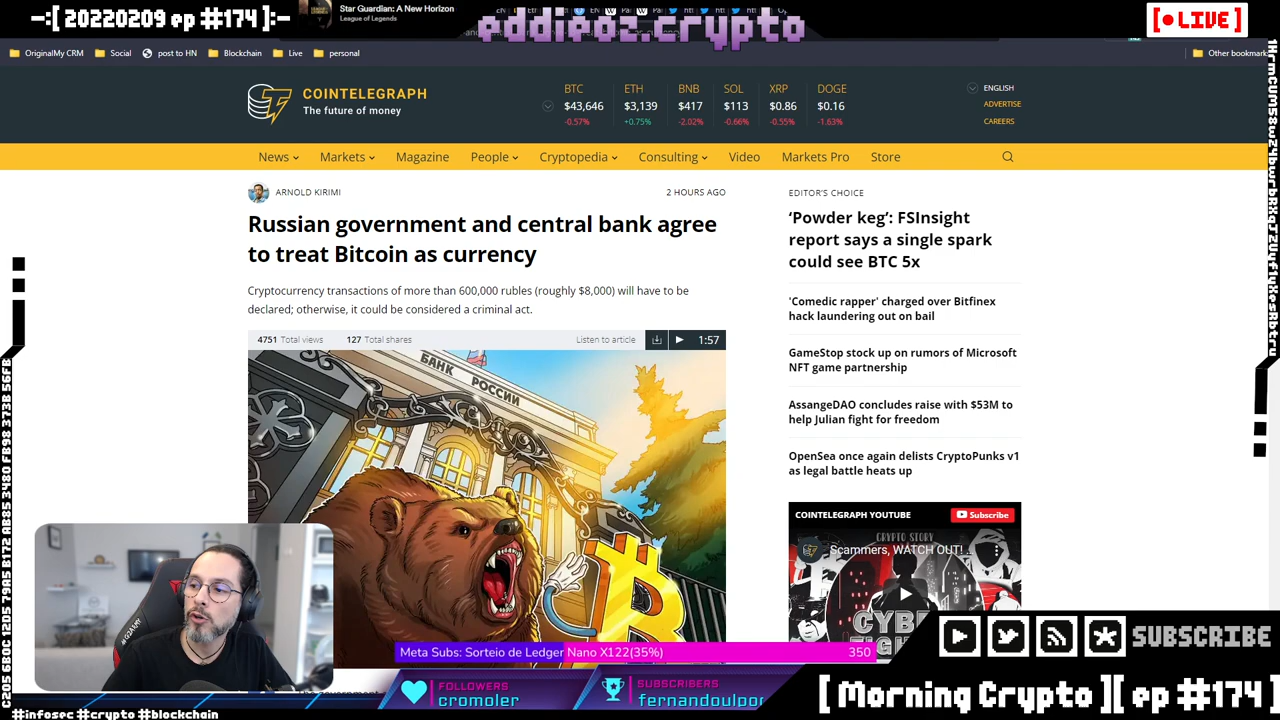 -:[ 20220209 ep #174 ]:-
Star Guardian: A New Horizon
League of Legends
eddieoz.crypto
[ • LIVE ]
OriginalMy CRM
Social
post to HN
Blockchain
Live
personal
Other bookmark
COINTELEGRAPH
The future of money
BTC ETH BNB SOL XRP DOGE
$43,646 $3,139 $417 $113 $0.86 $0.16
-0.57% +0.75% -2.02% -0.66% -0.55% -1.63%
ENGLISH
ADVERTISE
CAREERS
News Markets Magazine People Cryptopedia Consulting Video Markets Pro Store
ARNOLD KIRIMI
2 HOURS AGO
Russian government and central bank agree
to treat Bitcoin as currency
Cryptocurrency transactions of more than 600,000 rubles (roughly $8,000) will have to be
declared; otherwise, it could be considered a criminal act.
4751 Total views 127 Total shares Listen to article 1:57
БАНК РОССИИ
EDITOR'S CHOICE
‘Powder keg’: FSInsight
report says a single spark
could see BTC 5x
'Comedic rapper' charged over Bitfinex
hack laundering out on bail
GameStop stock up on rumors of Microsoft
NFT game partnership
AssangeDAO concludes raise with $53M to
help Julian fight for freedom
OpenSea once again delists CryptoPunks v1
as legal battle heats up
COINTELEGRAPH YOUTUBE
Subscribe
CRYPTO STORY
Scammers, WATCH OUT! ...
SUBSCRIBE
Meta Subs: Sorteio de Ledger Nano X122(35%) 350
FOLLOWERS
cromoler
SUBSCRIBERS
fernandoulpor
[ Morning Crypto ][ ep #174 ]
#infosec #crypto #blockchain